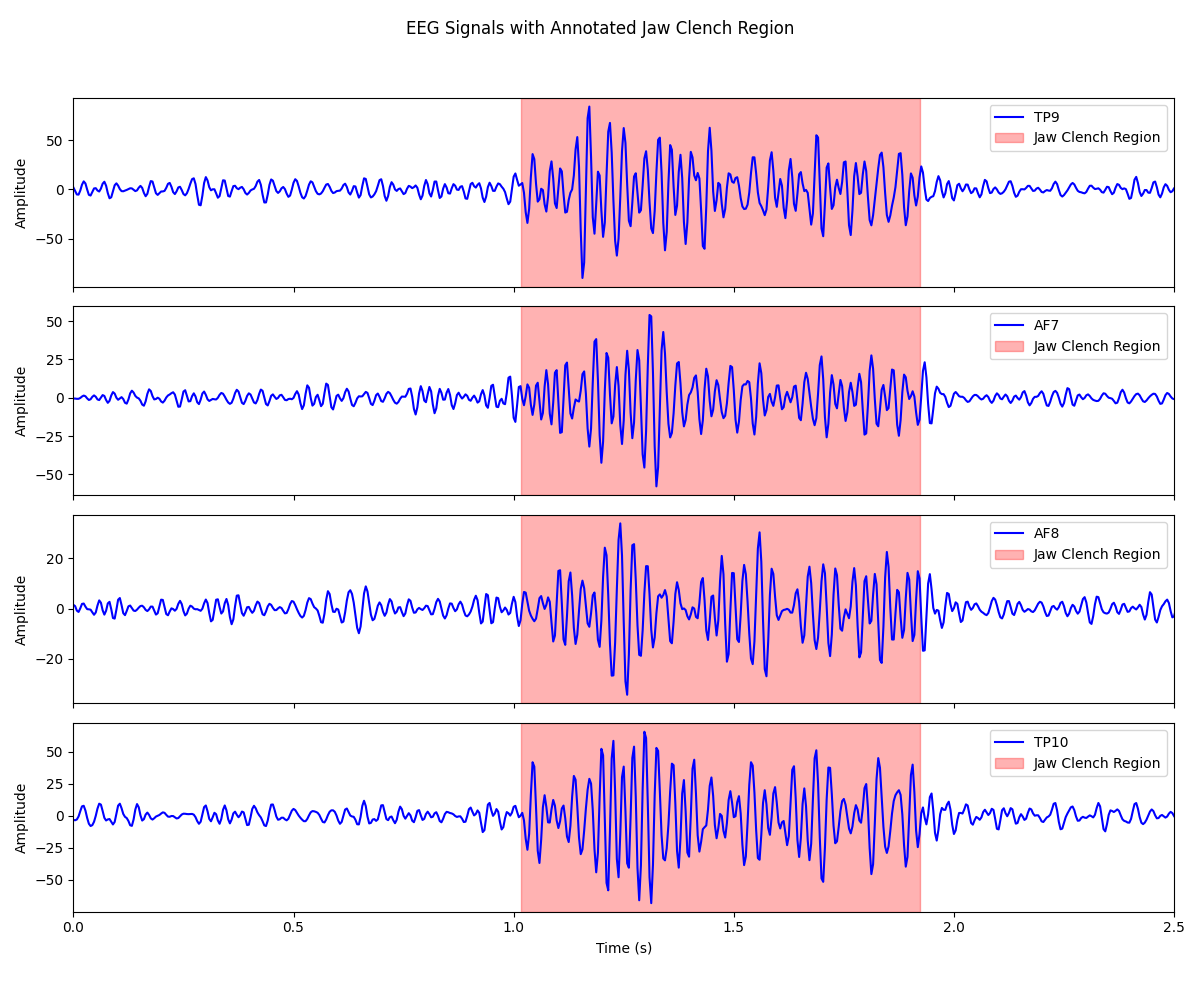 EEG Signals with Annotated Jaw Clench Region
TP9
Jaw Clench Region
50
0
−50
Amplitude
AF7
Jaw Clench Region
50
25
0
−25
−50
Amplitude
AF8
Jaw Clench Region
20
0
−20
Amplitude
TP10
Jaw Clench Region
50
25
0
−25
−50
Amplitude
0.0 0.5 1.0 1.5 2.0 2.5
Time (s)